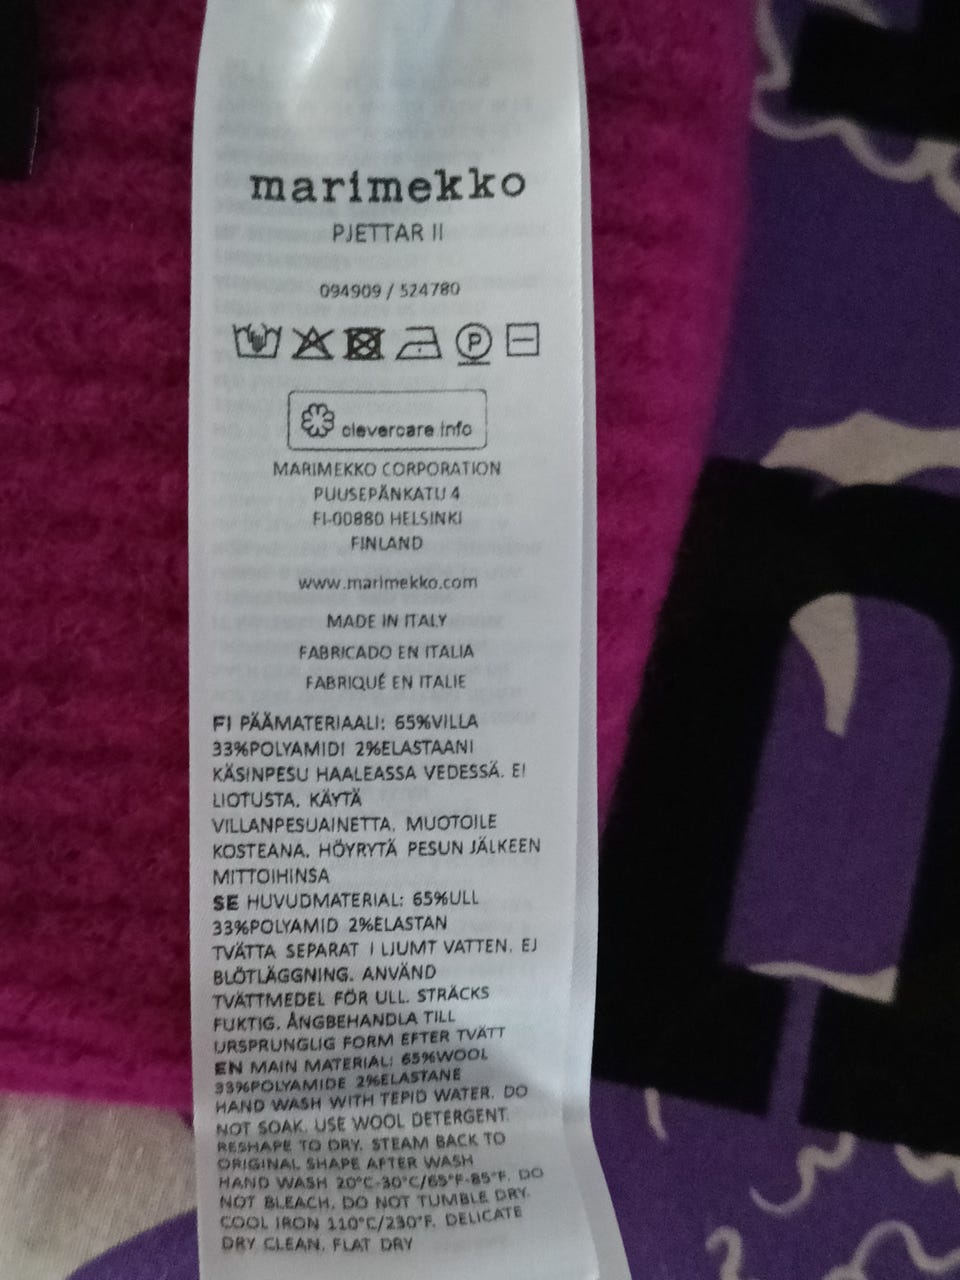 marimekko
PJETTAR II
094909 / 524780
P
clevercare.info
MARIMEKKO CORPORATION
PUUSEPÄNKATU 4
FI-00880 HELSINKI
FINLAND
www.marimekko.com
MADE IN ITALY
FABRICADO EN ITALIA
FABRIQUÉ EN ITALIE
FI PÄÄMATERIAALI: 65%VILLA
33%POLYAMIDI 2%ELASTAANI
KÄSINPESU HAALEASSA VEDESSÄ. EI
LIOTUSTA. KÄYTÄ
VILLANPESUAINETTA. MUOTOILE
KOSTEANA. HÖYRYTÄ PESUN JÄLKEEN
MITTOIHINSA
SE HUVUDMATERIAL: 65%ULL
33%POLYAMID 2%ELASTAN
TVÄTTA SEPARAT I LJUMT VATTEN. EJ
BLÖTLÄGGNING. ANVÄND
TVÄTTMEDEL FÖR ULL. STRÄCKS
FUKTIG. ÅNGBEHANDLA TILL
URSPRUNGLIG FORM EFTER TVÄTT
EN MAIN MATERIAL: 65%WOOL
33%POLYAMIDE 2%ELASTANE
HAND WASH WITH TEPID WATER. DO
NOT SOAK. USE WOOL DETERGENT.
RESHAPE TO DRY. STEAM BACK TO
ORIGINAL SHAPE AFTER WASH
HAND WASH 20°C-30°C/65°F-85°F. DO
NOT BLEACH. DO NOT TUMBLE DRY.
COOL IRON 110°C/230°F. DELICATE
DRY CLEAN. FLAT DRY